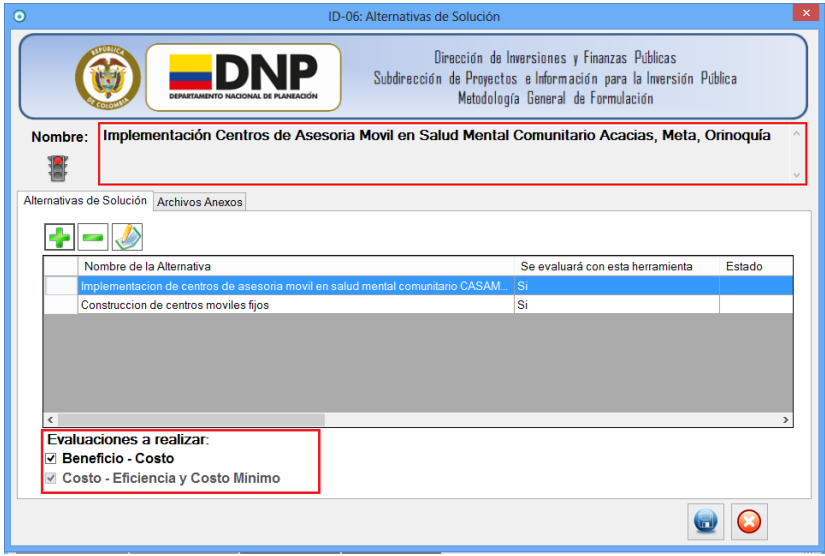 ID-06: Alternativas de Solución
REPÚBLICA
DE COLOMBIA
DNP
DEPARTAMENTO NACIONAL DE PLANEACIÓN
Dirección de Inversiones y Finanzas Públicas
Subdirección de Proyectos e Información para la Inversión Pública
Metodología General de Formulación
Nombre: Implementación Centros de Asesoria Movil en Salud Mental Comunitario Acacias, Meta, Orinoquía
Alternativas de Solución Archivos Anexos
Nombre de la Alternativa Se evaluará con esta herramienta Estado
Implementacion de centros de asesoria movil en salud mental comunitario CASAM... Si
Construccion de centros moviles fijos Si
Evaluaciones a realizar:
Beneficio - Costo
Costo - Eficiencia y Costo Minimo